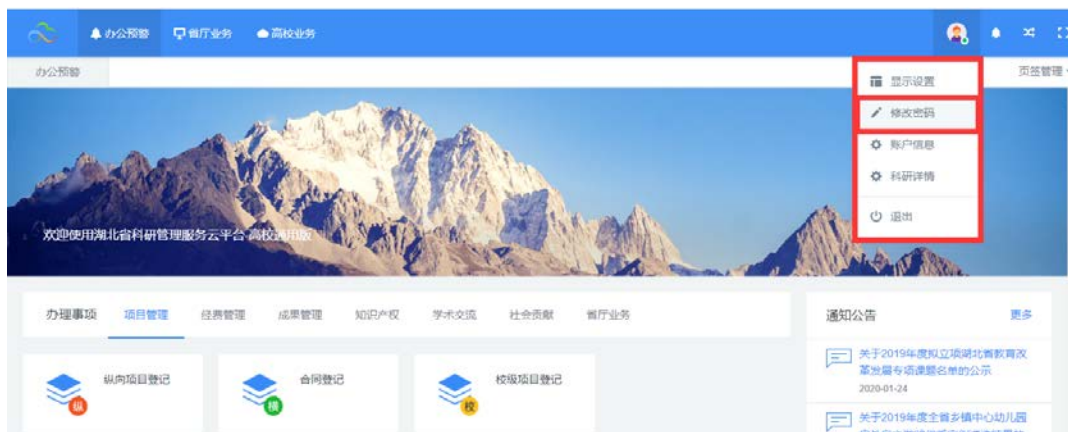 办公预警 省厅业务 高校业务
办公预警
页签管理
显示设置
修改密码
账户信息
科研详情
退出
欢迎使用湖北省科研管理服务云平台-高校通用版
办理事项 项目管理 经费管理 成果管理 知识产权 学术交流 社会贡献 省厅业务
通知公告 更多
纵向项目登记
纵
合同登记
横
校级项目登记
校
关于2019年度拟立项湖北省教育改
革发展专项课题名单的公示
2020-01-24
关于2019年度全省乡镇中心幼儿园